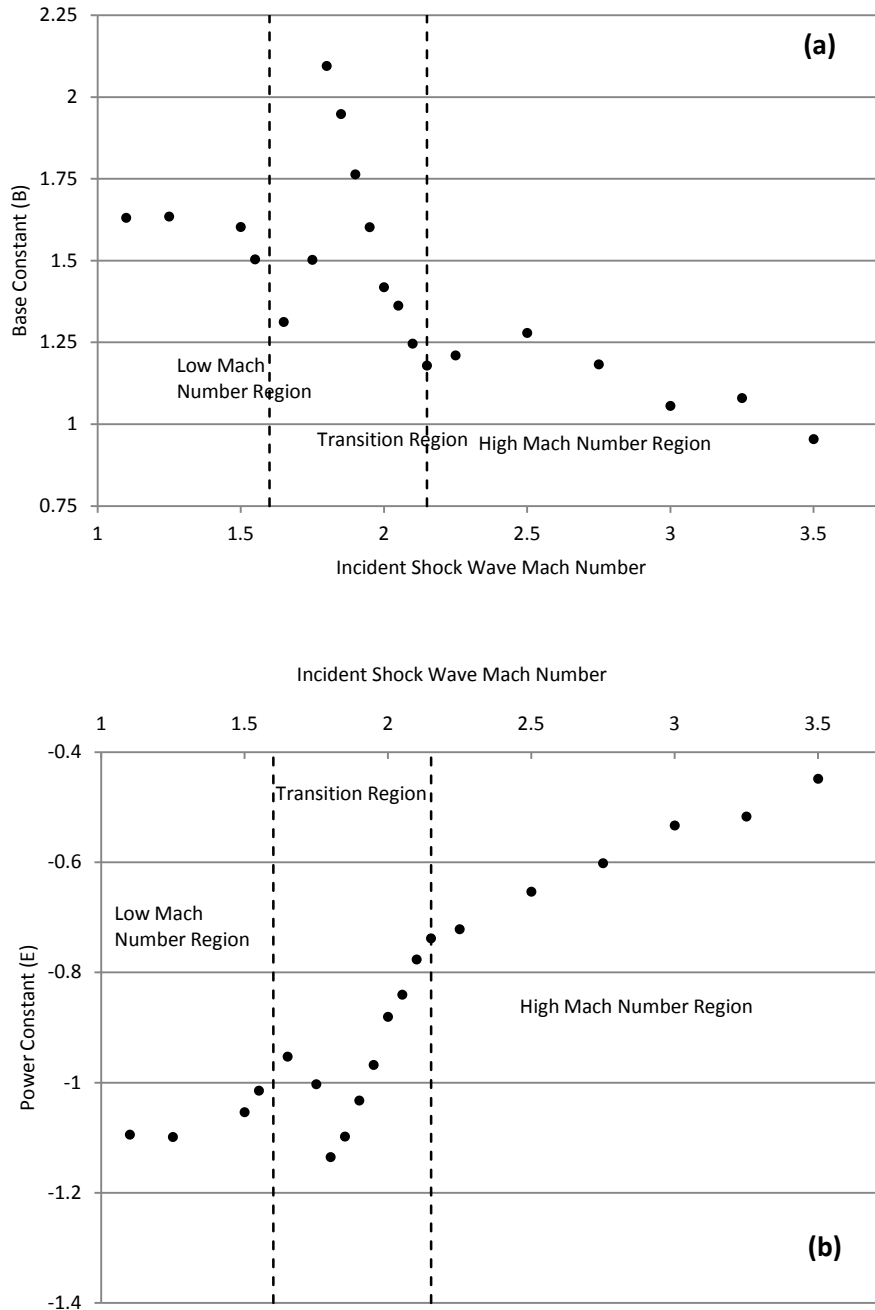 2.25
(a)
2
1.75
Base Constant (B)
1.5
1.25
Low Mach
Number Region
1
Transition Region
High Mach Number Region
0.75
1 1.5 2 2.5 3 3.5
Incident Shock Wave Mach Number
Incident Shock Wave Mach Number
1 1.5 2 2.5 3 3.5
-0.4
Transition Region
-0.6
Low Mach
Number Region
Power Constant (E)
-0.8
High Mach Number Region
-1
-1.2
(b)
-1.4